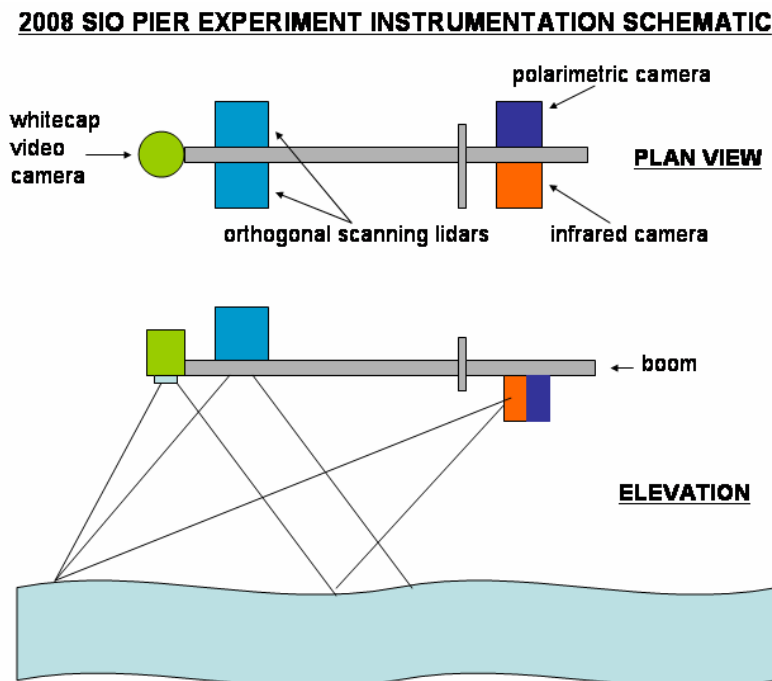 2008 SIO PIER EXPERIMENT INSTRUMENTATION SCHEMATIC
polarimetric camera
whitecap
video
camera
PLAN VIEW
orthogonal scanning lidars
infrared camera
boom
ELEVATION